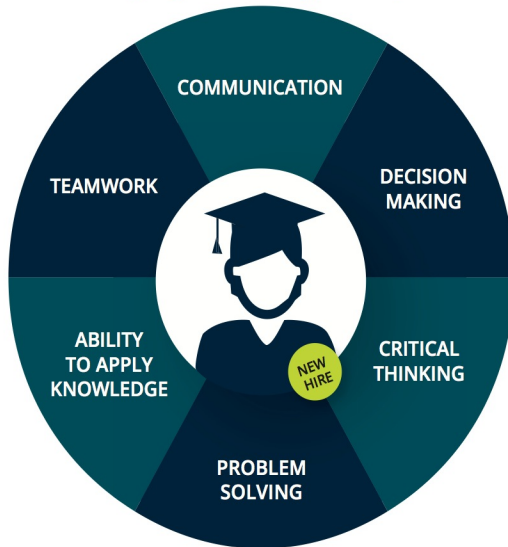 COMMUNICATION
DECISION
MAKING
CRITICAL
THINKING
PROBLEM
SOLVING
ABILITY
TO APPLY
KNOWLEDGE
TEAMWORK
NEW
HIRE